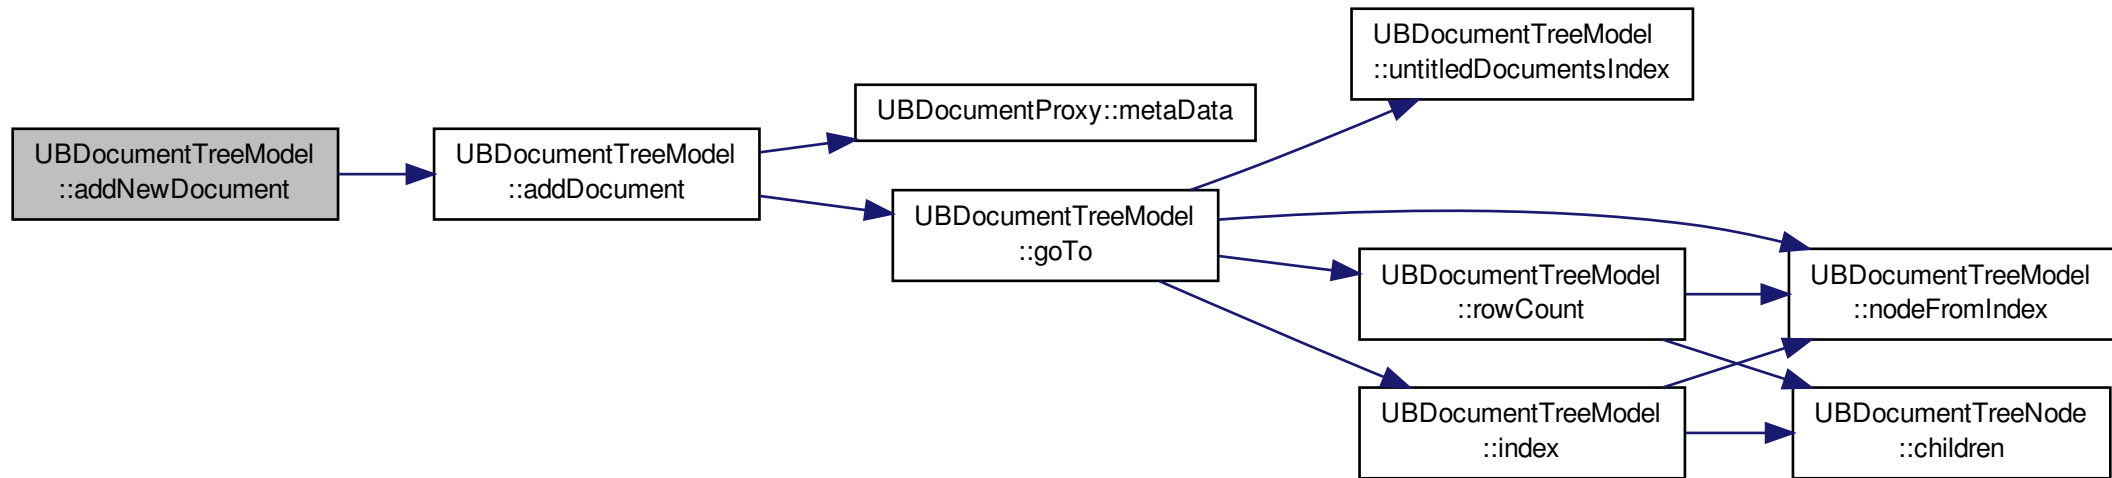 UBDocumentTreeModel
::addNewDocument
UBDocumentTreeModel
::addDocument
UBDocumentProxy::metaData
UBDocumentTreeModel
::goTo
UBDocumentTreeModel
::untitledDocumentsIndex
UBDocumentTreeModel
::rowCount
UBDocumentTreeModel
::index
UBDocumentTreeModel
::nodeFromIndex
UBDocumentTreeNode
::children